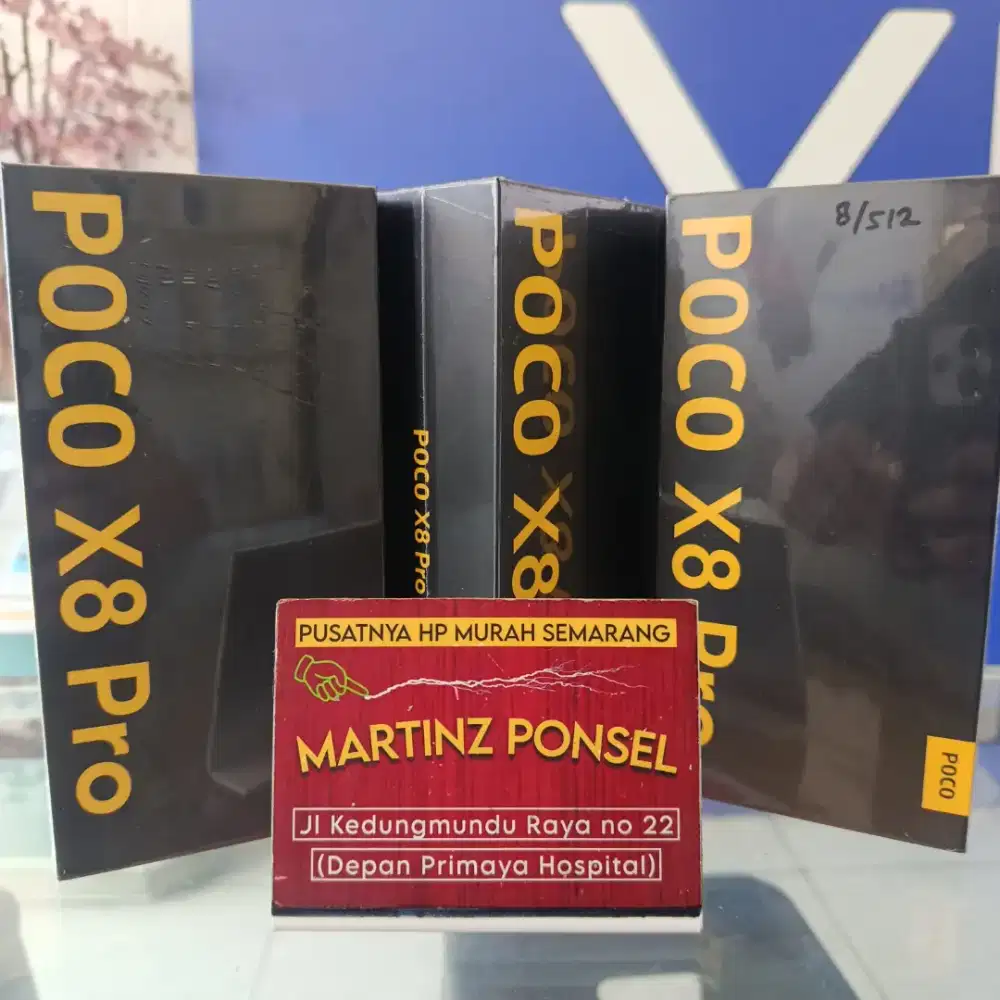 POCO X8 Pro
POCO X8 Pro
POCO X8
8/512
POCO X8 Pro
POCO
PUSATNYA HP MURAH SEMARANG
MARTINZ PONSEL
Jl Kedungmundu Raya no 22
(Depan Primaya Hospital)